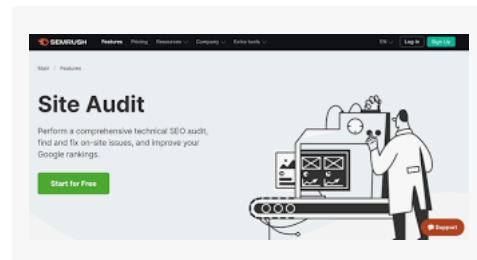 SEMRUSH Features Pricing Resources Company Extra tools EN Log In Sign Up
Main / Features
Site Audit
Perform a comprehensive technical SEO audit,
find and fix on-site issues, and improve your
Google rankings.
Start for Free
Support